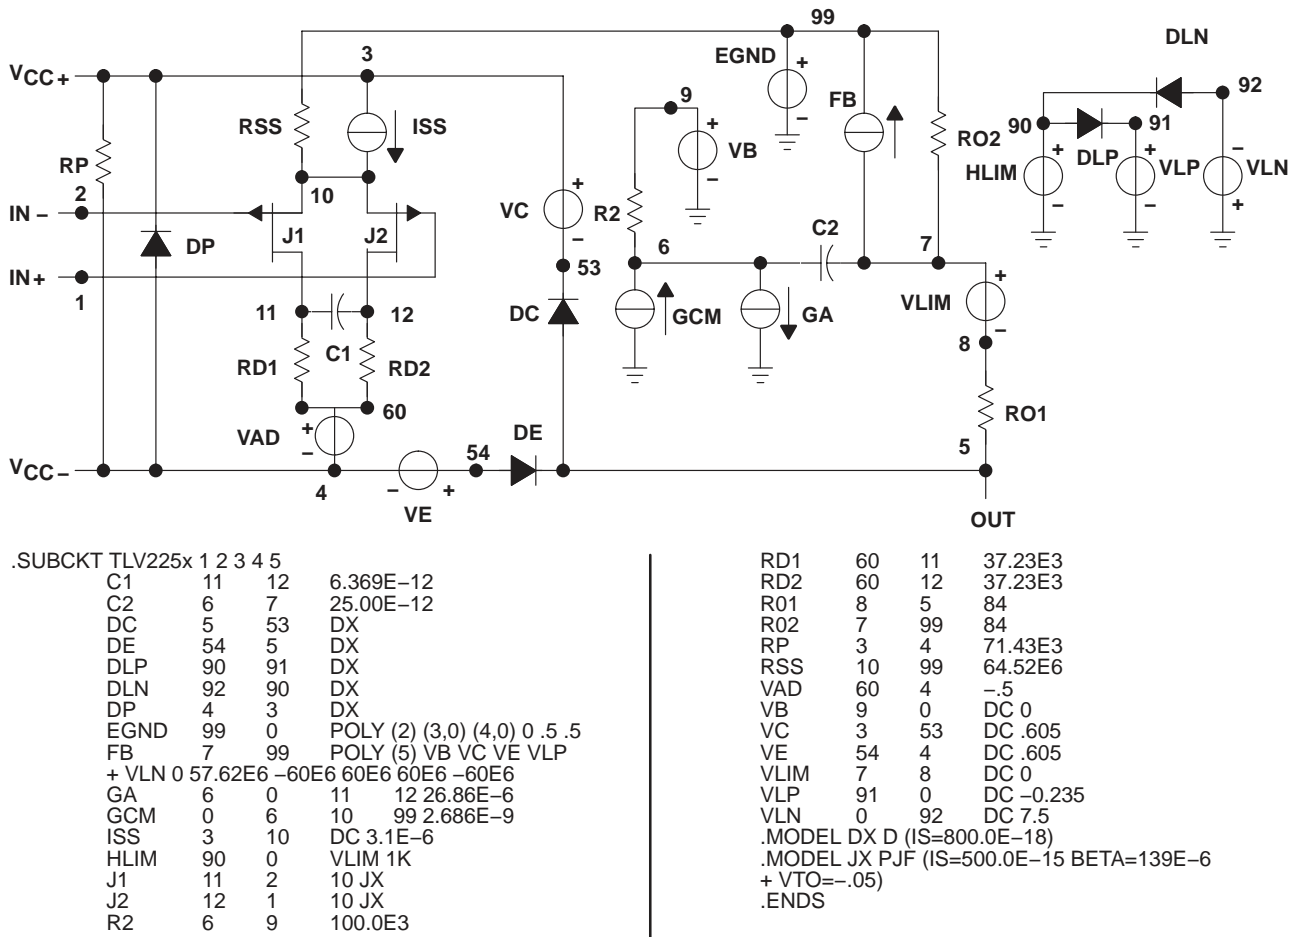 99
DLN
3
VCC+
EGND
+
−
92
9
FB
RSS
ISS
+
VB
−
RO2
90
91
DLP
HLIM
+
−
+
VLP
−
−
VLN
+
RP
10
2
IN −
VC
+
−
R2
C2
J1
J2
DP
6
7
IN+
1
53
VLIM
+
−
11
12
DC
GCM
GA
C1
8
RD1
RD2
60
RO1
VAD
+
−
DE
54
5
VCC−
4
−
+
VE
OUT
.SUBCKT TLV225x 1 2 3 4 5
C1 11 12 6.369E−12
C2 6 7 25.00E−12
DC 5 53 DX
DE 54 5 DX
DLP 90 91 DX
DLN 92 90 DX
DP 4 3 DX
EGND 99 0 POLY (2) (3,0) (4,0) 0 .5 .5
FB 7 99 POLY (5) VB VC VE VLP
+ VLN 0 57.62E6 −60E6 60E6 60E6 −60E6
GA 6 0 11 12 26.86E−6
GCM 0 6 10 99 2.686E−9
ISS 3 10 DC 3.1E−6
HLIM 90 0 VLIM 1K
J1 11 2 10 JX
J2 12 1 10 JX
R2 6 9 100.0E3
RD1 60 11 37.23E3
RD2 60 12 37.23E3
R01 8 5 84
R02 7 99 84
RP 3 4 71.43E3
RSS 10 99 64.52E6
VAD 60 4 −.5
VB 9 0 DC 0
VC 3 53 DC .605
VE 54 4 DC .605
VLIM 7 8 DC 0
VLP 91 0 DC −0.235
VLN 0 92 DC 7.5
.MODEL DX D (IS=800.0E−18)
.MODEL JX PJF (IS=500.0E−15 BETA=139E−6
+ VTO=−.05)
.ENDS